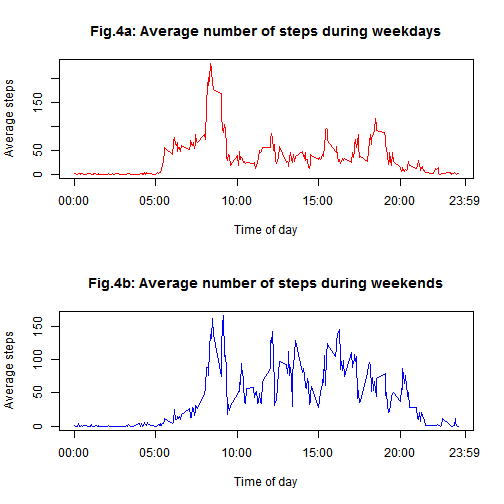 Fig.4a: Average number of steps during weekdays
Average steps
150
50
0
00:00 05:00 10:00 15:00 20:00 23:59
Time of day
Fig.4b: Average number of steps during weekends
Average steps
150
100
50
0
00:00 05:00 10:00 15:00 20:00 23:59
Time of day